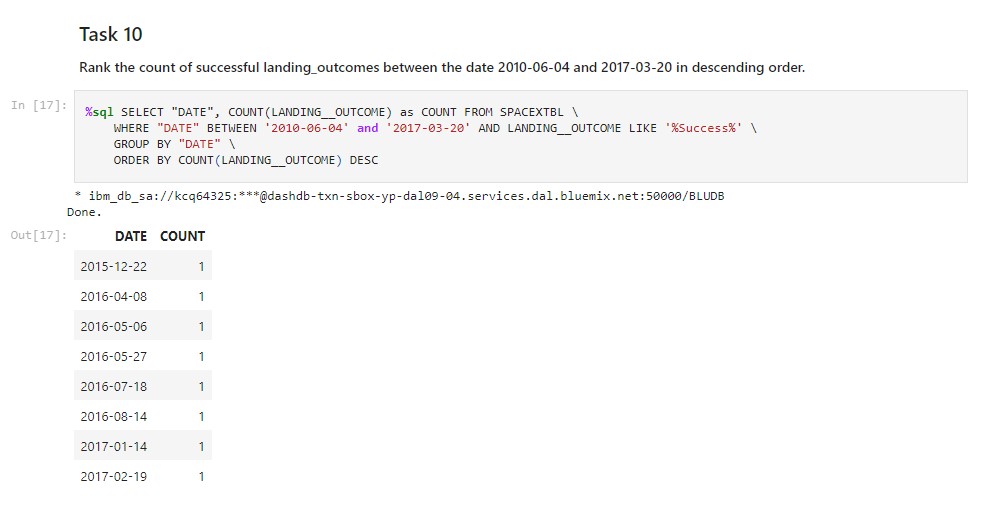 Task 10
Rank the count of successful landing_outcomes between the date 2010-06-04 and 2017-03-20 in descending order.
In [17]: %sql SELECT "DATE", COUNT(LANDING__OUTCOME) as COUNT FROM SPACEXTBL \
WHERE "DATE" BETWEEN '2010-06-04' and '2017-03-20' AND LANDING__OUTCOME LIKE '%Success%' \
GROUP BY "DATE" \
ORDER BY COUNT(LANDING__OUTCOME) DESC
* ibm_db_sa://kcq64325:***@dashdb-txn-sbox-yp-dal09-04.services.dal.bluemix.net:50000/BLUDB
Done.
Out[17]: DATE COUNT
2015-12-22 1
2016-04-08 1
2016-05-06 1
2016-05-27 1
2016-07-18 1
2016-08-14 1
2017-01-14 1
2017-02-19 1